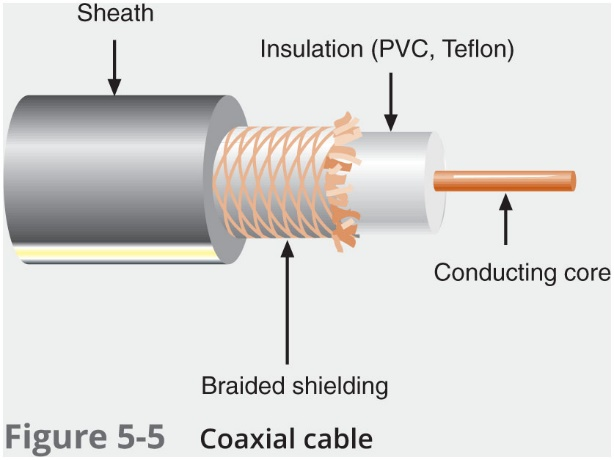 Sheath
Insulation (PVC, Teflon)
Conducting core
Braided shielding
Figure 5-5 Coaxial cable